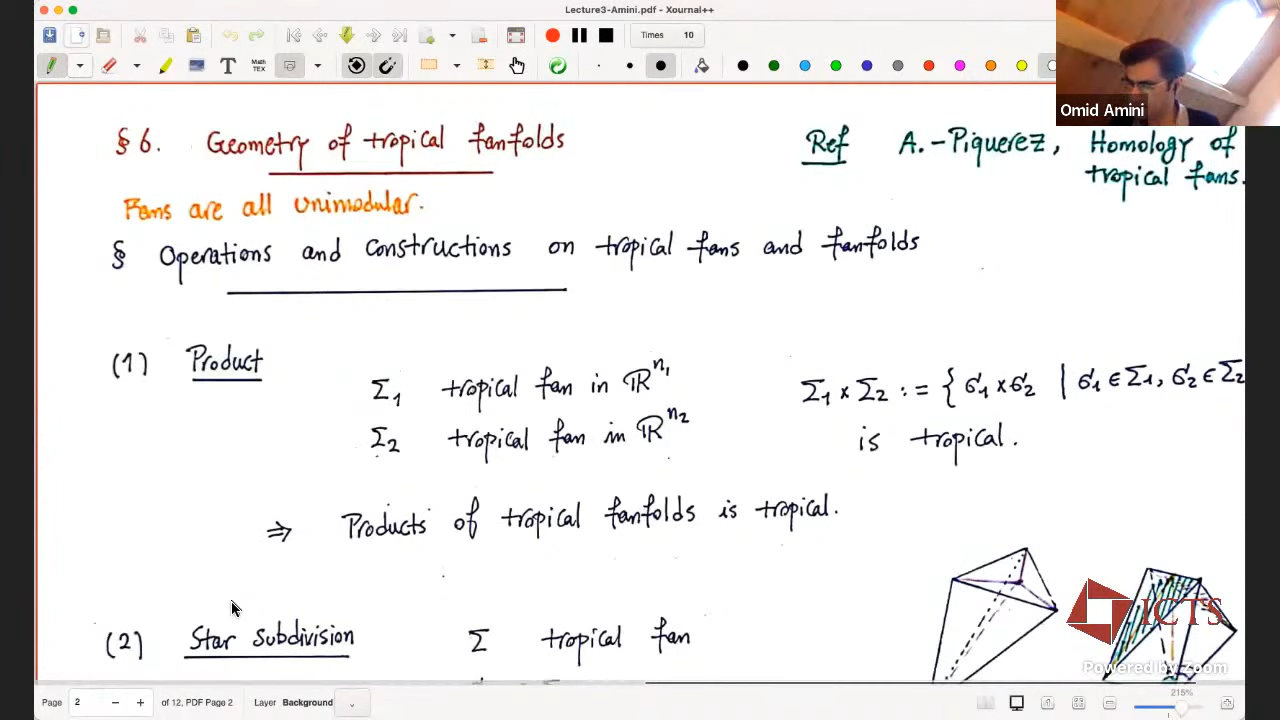 Lecture3-Amini.pdf - Xournal++
Times 10
Omid Amini
§ 6. Geometry of tropical fanfolds
Ref A.-Piquerez, Homology of
tropical fans.
Fans are all unimodular.
§ Operations and constructions on tropical fans and fanfolds
(1) Product
Σ₁ tropical fan in ℝ^n₁
Σ₂ tropical fan in ℝ^n₂
Σ₁ × Σ₂ := { σ₁ × σ₂ | σ₁ ∈ Σ₁, σ₂ ∈ Σ₂
is tropical.
⇒ Products of tropical fanfolds is tropical.
(2) Star subdivision Σ tropical fan
ICTS
Powered by Zoom
Page 2 of 12, PDF Page 2 Layer Background
215%